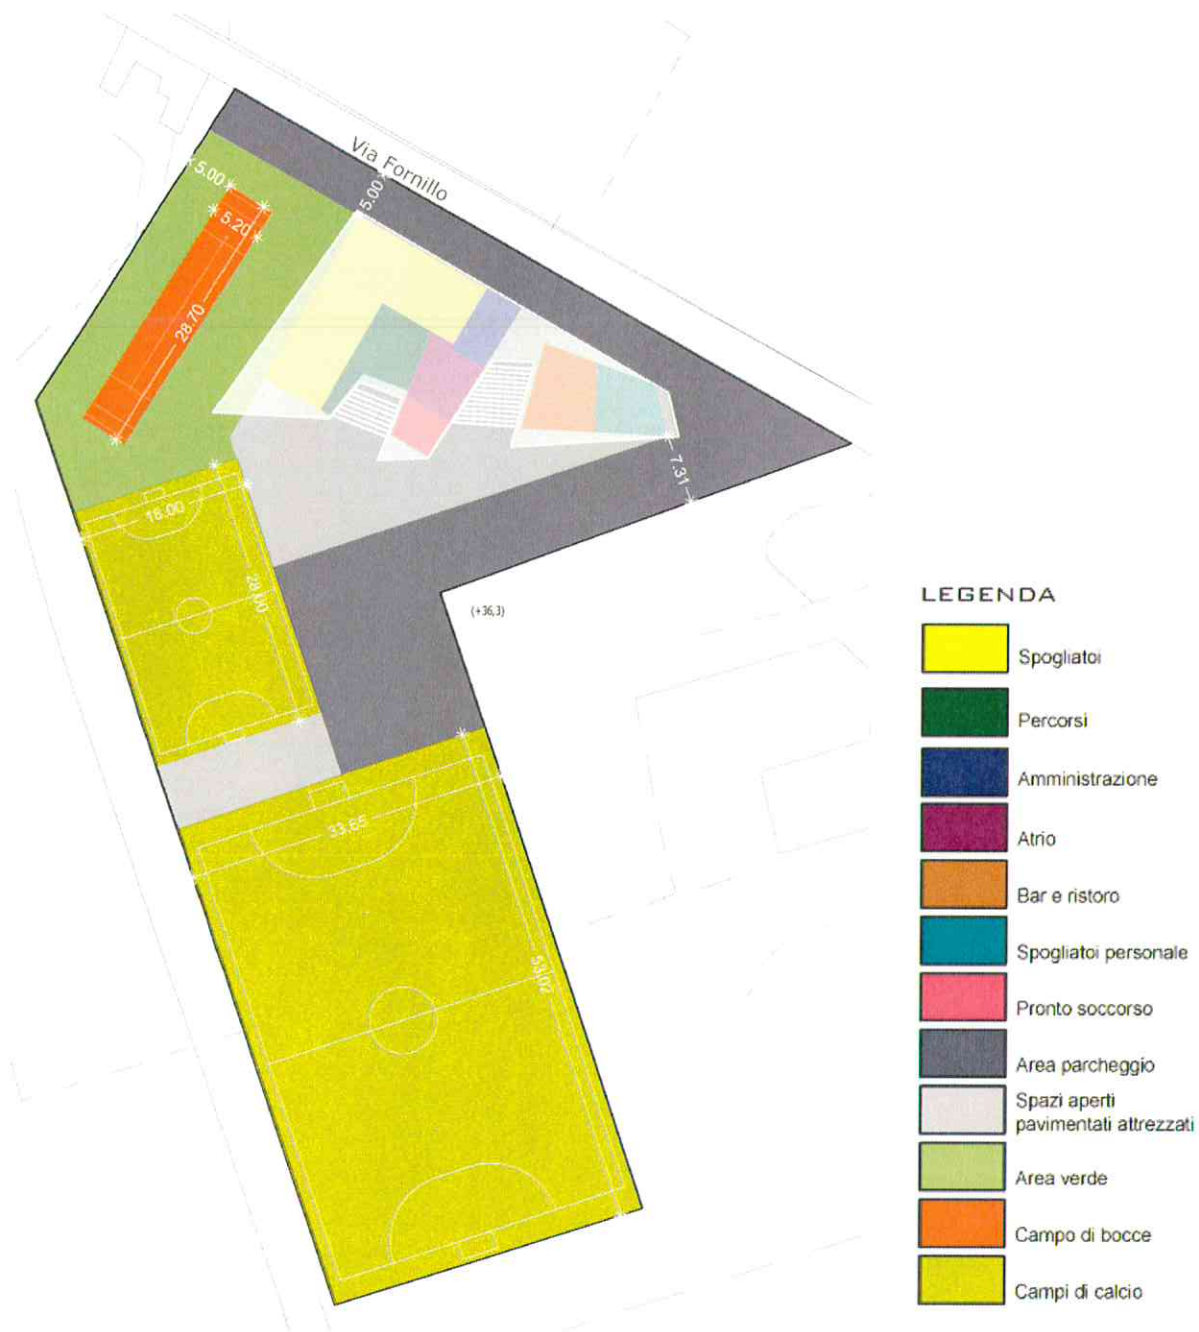 Via Fornillo
5.00
5.00
5.20
28.70
7.31
18.00
28.00
(+36,3)
33.65
53.02
LEGENDA
Spogliatoi
Percorsi
Amministrazione
Atrio
Bar e ristoro
Spogliatoi personale
Pronto soccorso
Area parcheggio
Spazi aperti
pavimentati attrezzati
Area verde
Campo di bocce
Campi di calcio